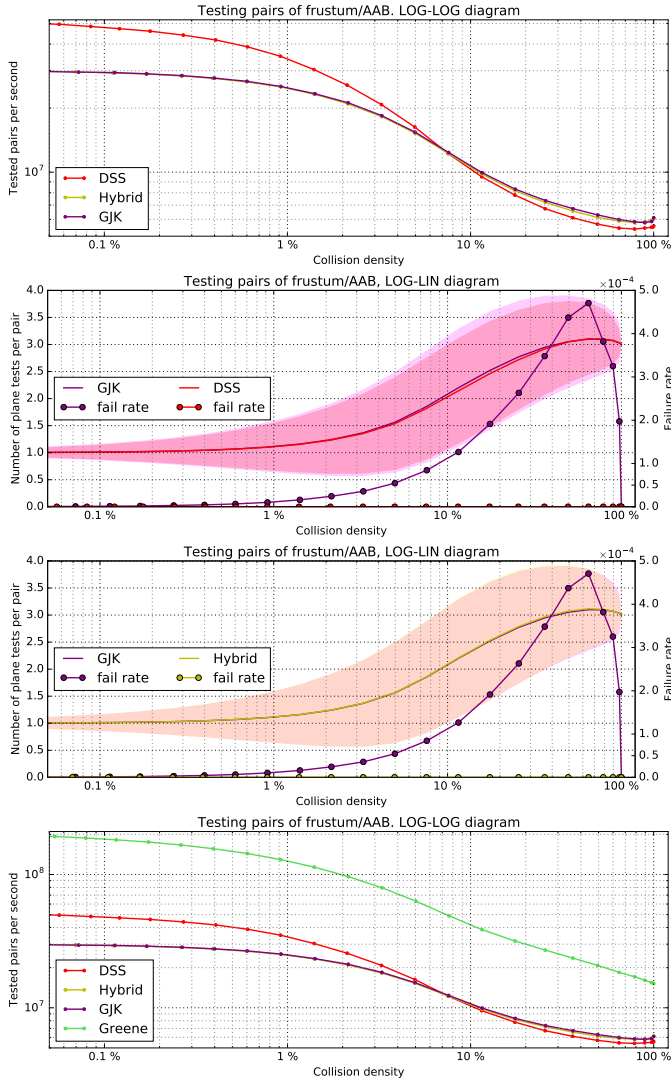 Testing pairs of frustum/AAB. LOG-LOG diagram
Tested pairs per second
10^7
DSS
Hybrid
GJK
0.1 %
1 %
10 %
100 %
Collision density
Testing pairs of frustum/AAB, LOG-LIN diagram
Number of plane tests per pair
4.0
3.5
3.0
2.5
2.0
1.5
1.0
0.5
0.0
GJK
fail rate
DSS
fail rate
×10^-4
5.0
4.0
3.0
2.0
1.0
0.0
Failure rate
0.1 %
1 %
10 %
100 %
Collision density
Testing pairs of frustum/AAB, LOG-LIN diagram
Number of plane tests per pair
4.0
3.5
3.0
2.5
2.0
1.5
1.0
0.5
0.0
GJK
fail rate
Hybrid
fail rate
×10^-4
5.0
4.0
3.0
2.0
1.0
0.0
Failure rate
0.1 %
1 %
10 %
100 %
Collision density
Testing pairs of frustum/AAB. LOG-LOG diagram
Tested pairs per second
10^8
10^7
DSS
Hybrid
GJK
Greene
0.1 %
1 %
10 %
100 %
Collision density